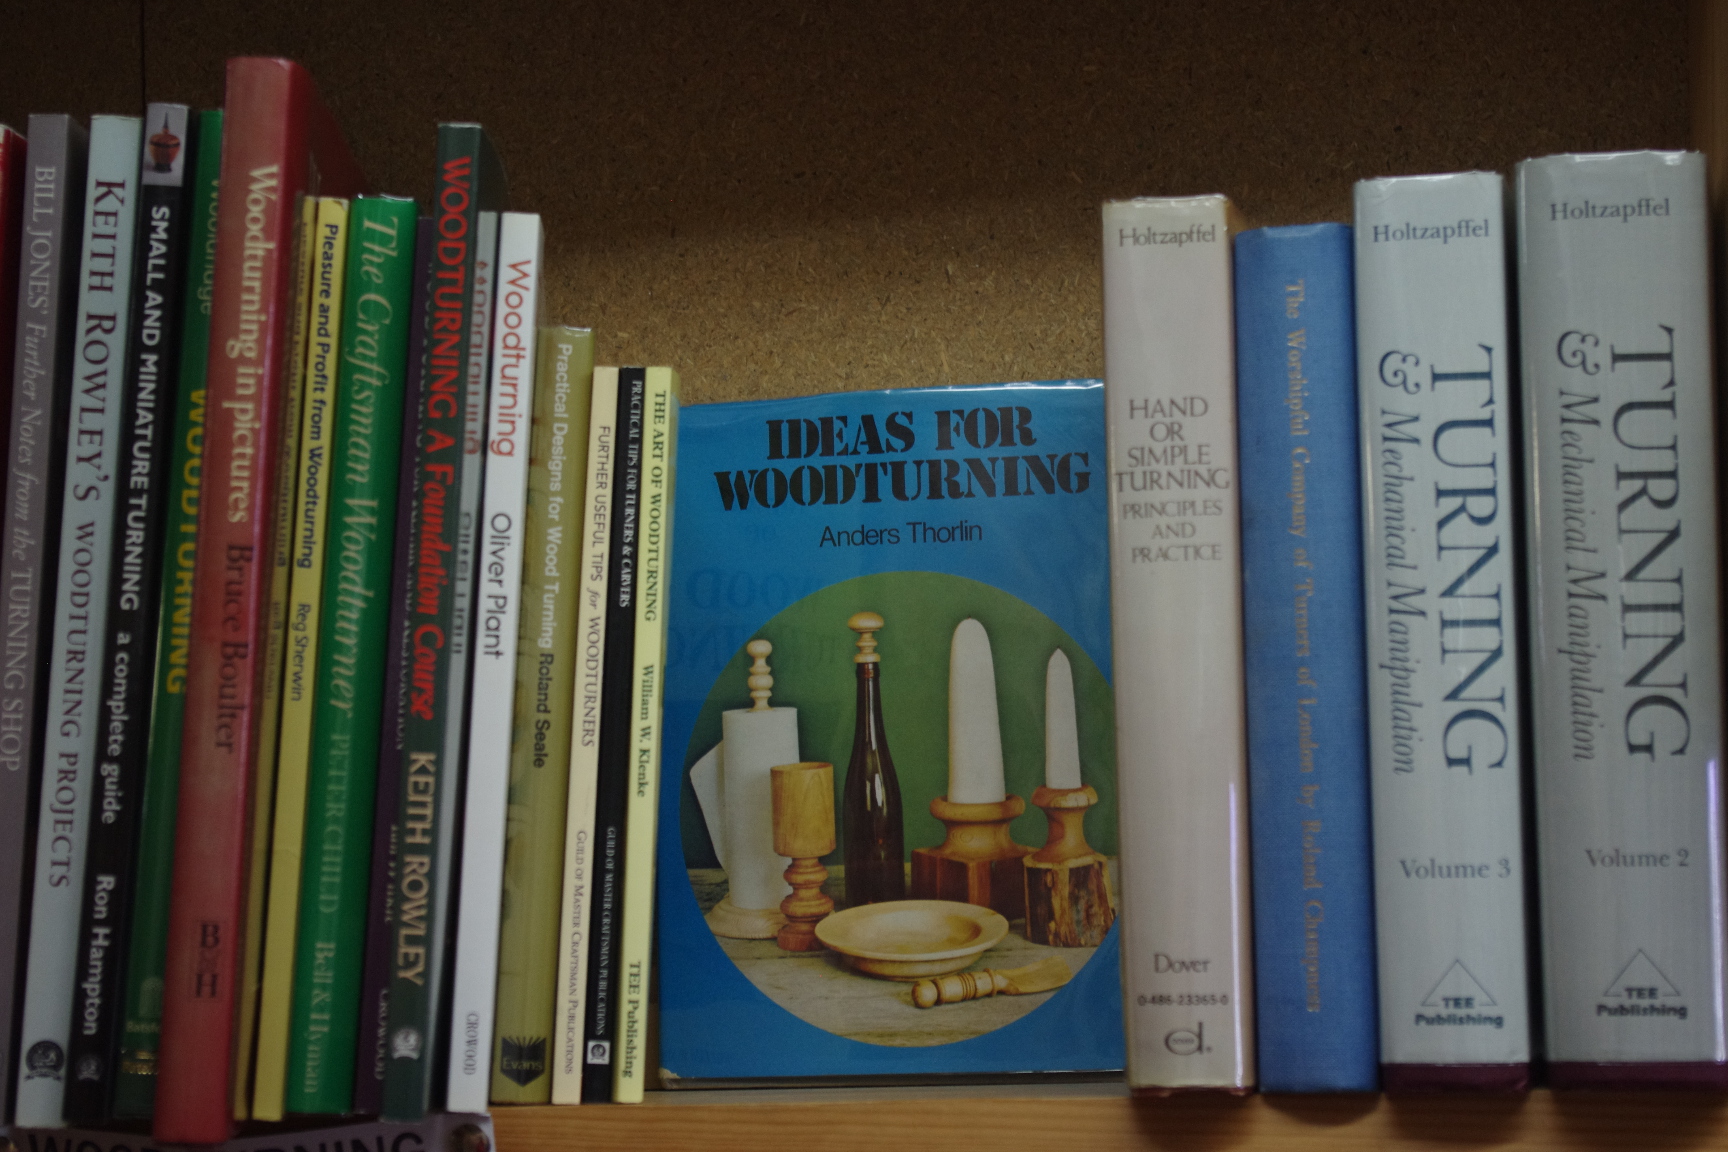 BILL JONES' Further Notes from the TURNING SHOP
KEITH ROWLEY'S WOODTURNING PROJECTS
SMALL AND MINIATURE TURNING a complete guide Ron Hampton
WOODTURNING
Woodturning in pictures Bruce Boulter B&H
Pleasure and Profit from Woodturning Reg Sherwin
The Craftsman Woodturner PETER CHILD Bell & Hyman
WOODTURNING A Foundation Course KEITH ROWLEY
Woodturning Oliver Plant CROWOOD
Practical Designs for Wood Turning Roland Seale Evans
FURTHER USEFUL TIPS for WOODTURNERS GUILD OF MASTER CRAFTSMAN PUBLICATIONS
PRACTICAL TIPS FOR TURNERS & CARVERS GUILD OF MASTER CRAFTSMAN PUBLICATIONS
THE ART OF WOODTURNING William W. Klenke TEE Publishing
IDEAS FOR
WOODTURNING
Anders Thorlin
Holtzapffel
HAND
OR
SIMPLE
TURNING
PRINCIPLES
AND
PRACTICE
Dover
0-486-23365-0
The Worshipful Company of Turners of London by Roland Champness
Holtzapffel
TURNING
& Mechanical Manipulation
Volume 3
TEE
Publishing
Holtzapffel
TURNING
& Mechanical Manipulation
Volume 2
TEE
Publishing
WOODTURNING